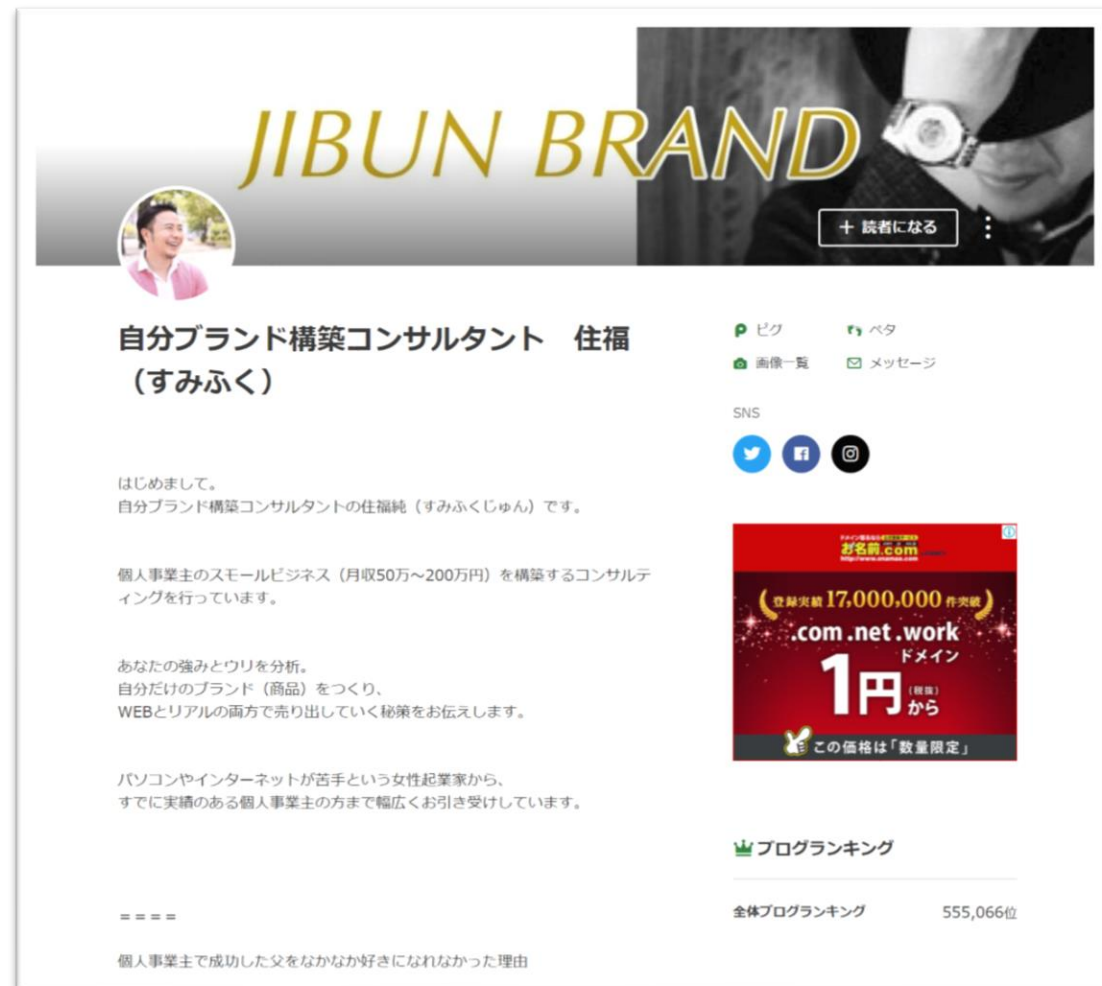 JIBUN BRAND
+ 読者になる
自分ブランド構築コンサルタント　住福
（すみふく）
はじめまして。
自分ブランド構築コンサルタントの住福純（すみふくじゅん）です。
個人事業主のスモールビジネス（月収50万～200万円）を構築するコンサルテ
ィングを行っています。
あなたの強みとウリを分析。
自分だけのブランド（商品）をつくり、
WEBとリアルの両方で売り出していく秘策をお伝えします。
パソコンやインターネットが苦手という女性起業家から、
すでに実績のある個人事業主の方まで幅広くお引き受けしています。
====
個人事業主で成功した父をなかなか好きになれなかった理由
ピグ
ペタ
画像一覧
メッセージ
SNS
お名前.com
http://www.onamae.com
登録実績 17,000,000 件突破
.com .net .work
ドメイン
1円
(税抜)
から
この価格は「数量限定」
ブログランキング
全体ブログランキング 555,066位